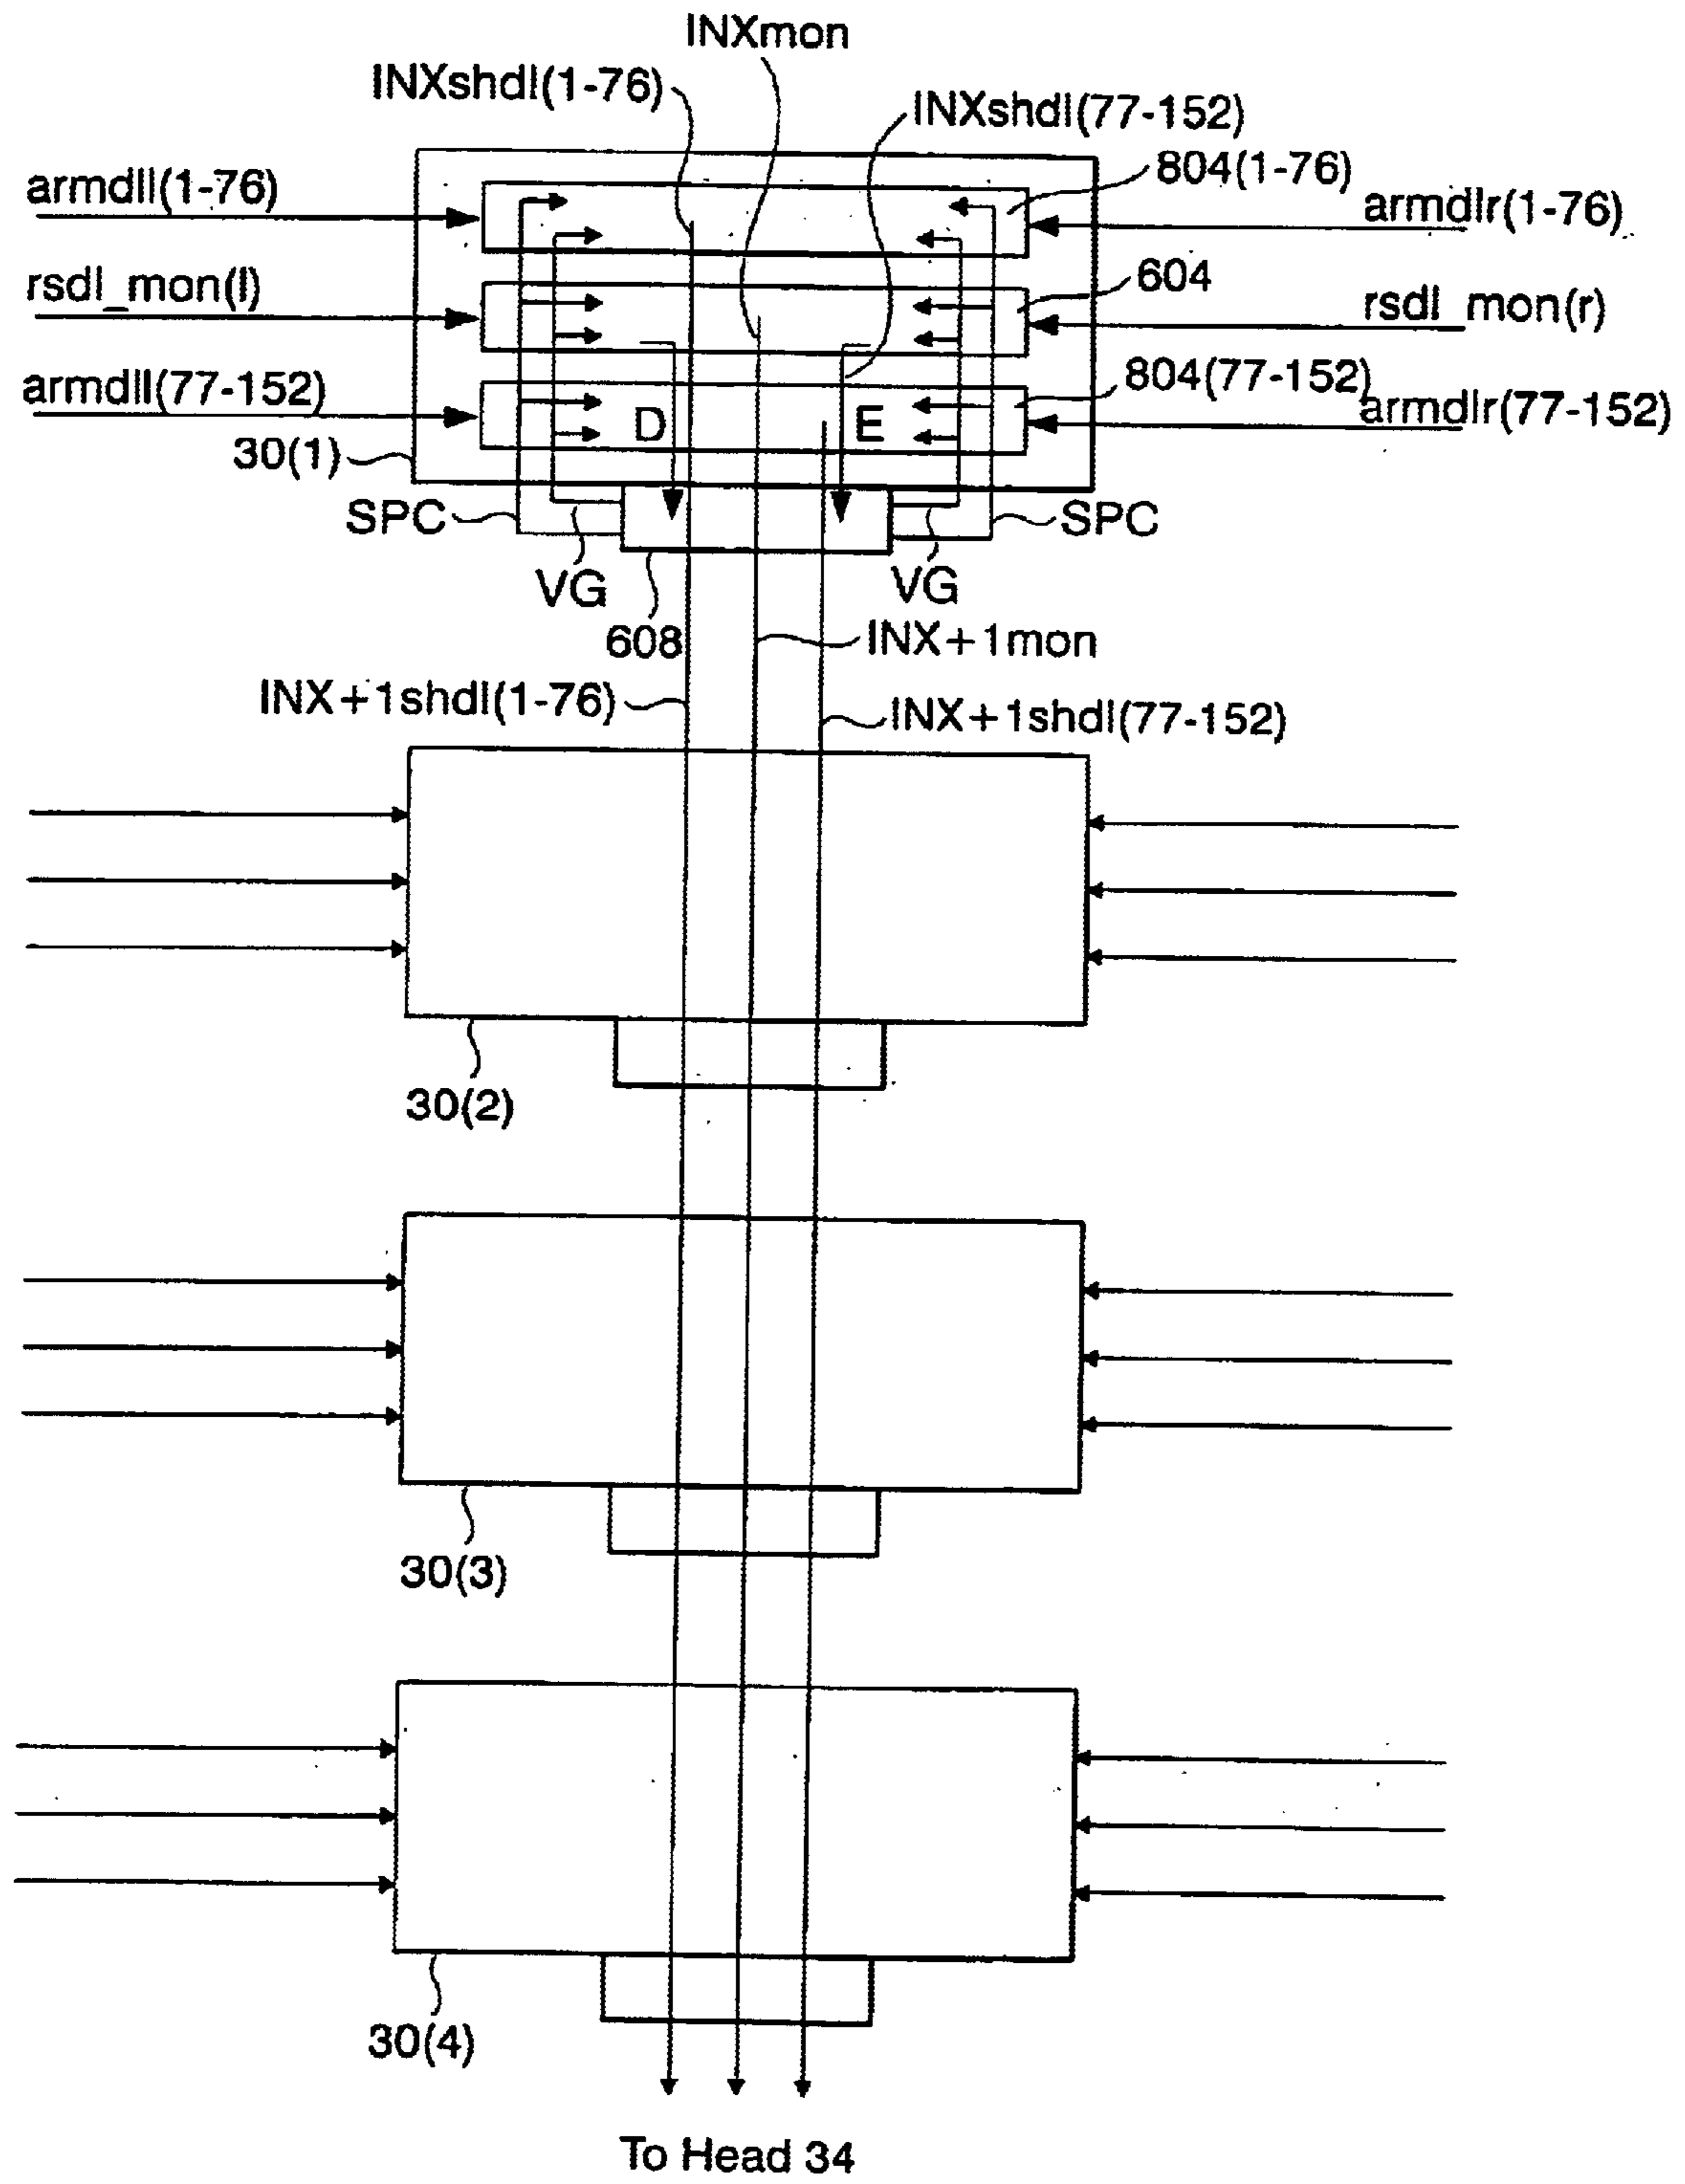 INXmon
INXshdl(1-76)
INXshdl(77-152)
804(1-76)
armdll(1-76)
armdlr(1-76)
604
rsdl_mon(l)
rsdl_mon(r)
804(77-152)
armdll(77-152)
armdlr(77-152)
D
E
30(1)
SPC
SPC
VG
VG
608
INX+1mon
INX+1shdl(1-76)
INX+1shdl(77-152)
30(2)
30(3)
30(4)
To Head 34